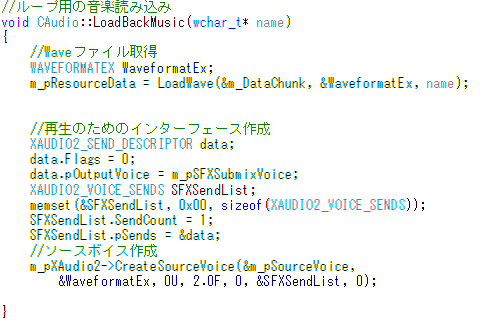 //ループ用の音楽読み込み
void CAudio::LoadBackMusic(wchar_t* name)
{
//Waveファイル取得
WAVEFORMATEX WaveformatEx;
m_pResourceData = LoadWave(&m_DataChunk, &WaveformatEx, name);
//再生のためのインターフェース作成
XAUDIO2_SEND_DESCRIPTOR data;
data.Flags = 0;
data.pOutputVoice = m_pSFXSubmixVoice;
XAUDIO2_VOICE_SENDS SFXSendList;
memset(&SFXSendList, 0x00, sizeof(XAUDIO2_VOICE_SENDS));
SFXSendList.SendCount = 1;
SFXSendList.pSends = &data;
//ソースボイス作成
m_pXAudio2->CreateSourceVoice(&m_pSourceVoice,
&WaveformatEx, 0U, 2.0F, 0, &SFXSendList, 0);
}